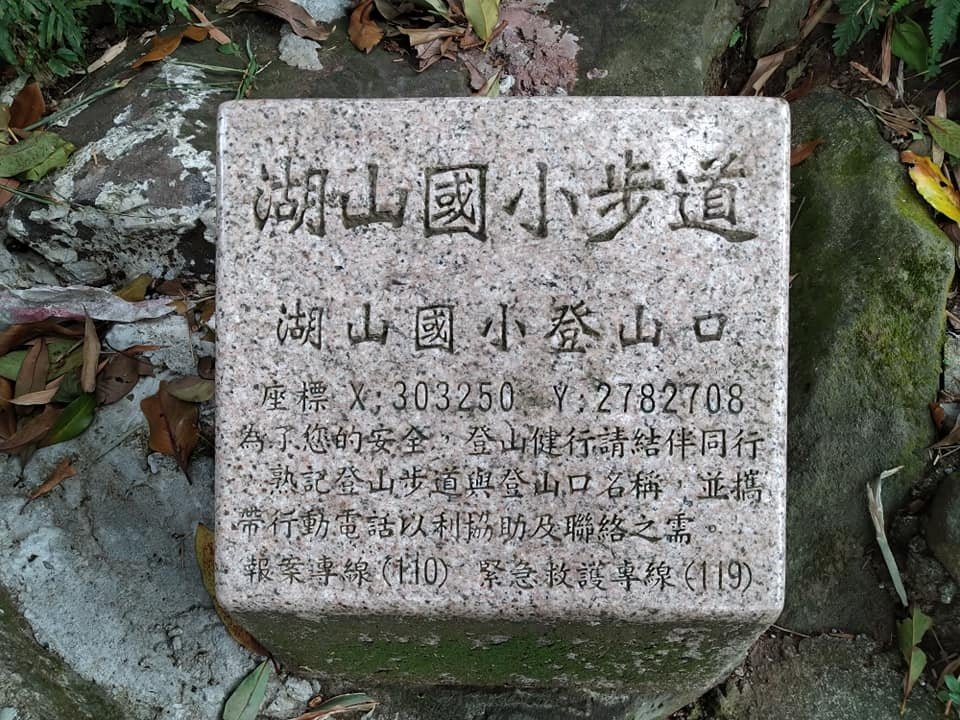 湖山國小步道
湖山國小登山口
座標 X:303250 Y:2782708
為了您的安全，登山健行請結伴同行
，熟記登山步道與登山口名稱，並攜
帶行動電話以利協助及聯絡之需。
報案專線(110) 緊急救護專線(119)